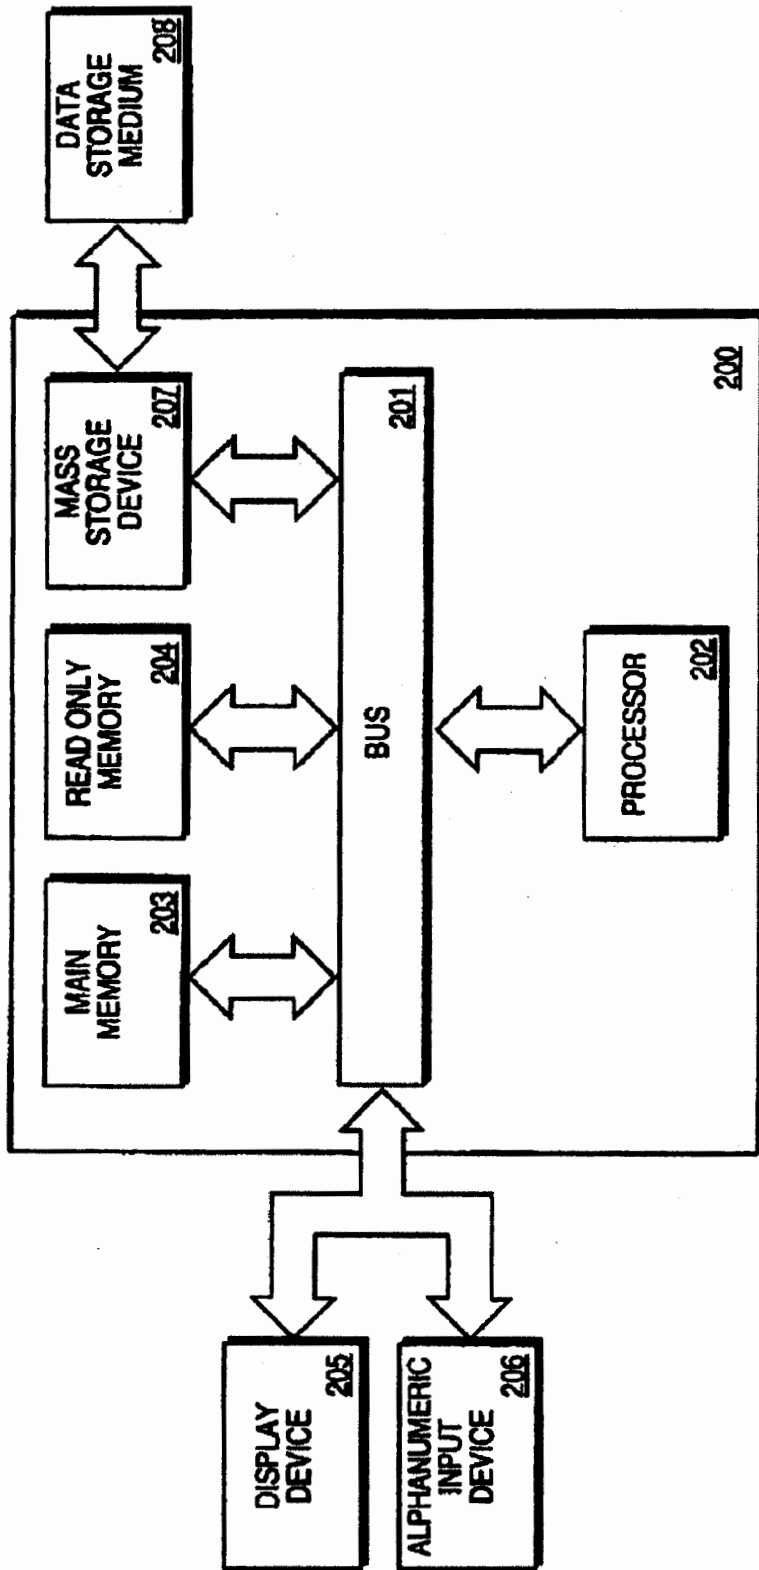 MAIN
MEMORY
203
READ ONLY
MEMORY
204
MASS
STORAGE
DEVICE
207
DATA
STORAGE
MEDIUM
208
DISPLAY
DEVICE
205
BUS
201
ALPHANUMERIC
INPUT
DEVICE
206
PROCESSOR
202
200